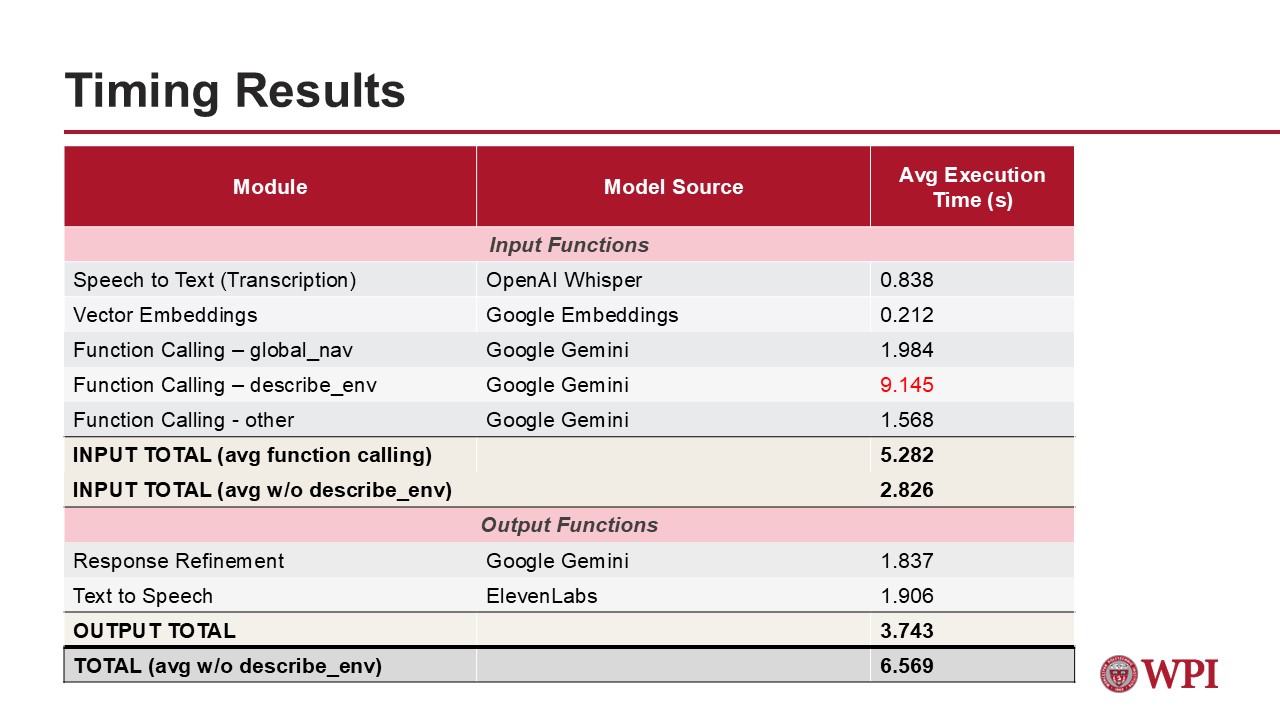 Timing Results
Module Model Source Avg Execution
Time (s)
Input Functions
Speech to Text (Transcription) OpenAI Whisper 0.838
Vector Embeddings Google Embeddings 0.212
Function Calling – global_nav Google Gemini 1.984
Function Calling – describe_env Google Gemini 9.145
Function Calling - other Google Gemini 1.568
INPUT TOTAL (avg function calling) 5.282
INPUT TOTAL (avg w/o describe_env) 2.826
Output Functions
Response Refinement Google Gemini 1.837
Text to Speech ElevenLabs 1.906
OUTPUT TOTAL 3.743
TOTAL (avg w/o describe_env) 6.569
WPI